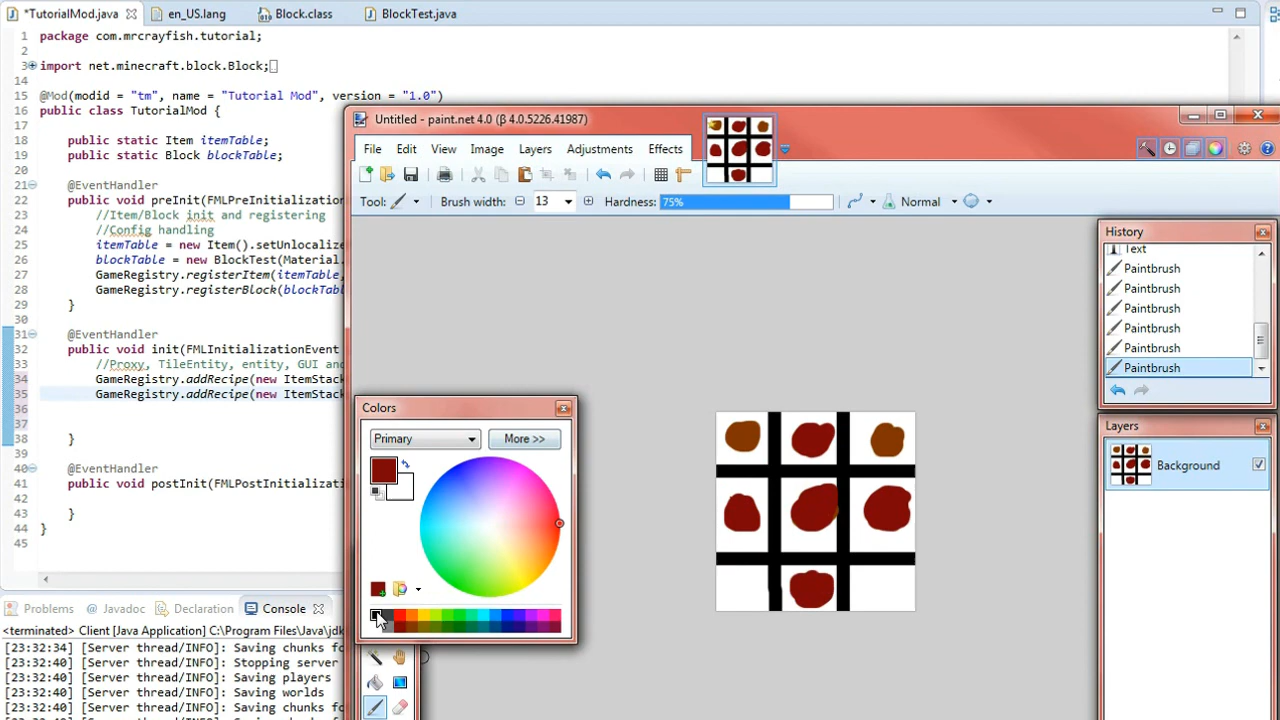 *TutorialMod.java
en_US.lang
Block.class
BlockTest.java
1 package com.mrcrayfish.tutorial;
2
3 import net.minecraft.block.Block;
14
15 @Mod(modid = "tm", name = "Tutorial Mod", version = "1.0")
16 public class TutorialMod {
17
18 public static Item itemTable;
19 public static Block blockTable;
20
21 @EventHandler
22 public void preInit(FMLPreInitialization
23 //Item/Block init and registering
24 //Config handling
25 itemTable = new Item().setUnlocalize
26 blockTable = new BlockTest(Material.
27 GameRegistry.registerItem(itemTable,
28 GameRegistry.registerBlock(blockTabl
29 }
30
31 @EventHandler
32 public void init(FMLInitializationEvent
33 //Proxy, TileEntity, entity, GUI and
34 GameRegistry.addRecipe(new ItemStack
35 GameRegistry.addRecipe(new ItemStack
36
37
38 }
39
40 @EventHandler
41 public void postInit(FMLPostInitializati
42
43 }
44 }
45
Problems
Javadoc
Declaration
Console
<terminated> Client [Java Application] C:\Program Files\Java\jdk
[23:32:34] [Server thread/INFO]: Saving chunks fo
[23:32:40] [Server thread/INFO]: Stopping server
[23:32:40] [Server thread/INFO]: Saving players
[23:32:40] [Server thread/INFO]: Saving worlds
[23:32:40] [Server thread/INFO]: Saving chunks fo
Untitled - paint.net 4.0 (β 4.0.5226.41987)
File Edit View Image Layers Adjustments Effects
Tool: Brush width: 13 Hardness: 75% Normal
Colors
Primary
More >>
History
Text
Paintbrush
Paintbrush
Paintbrush
Paintbrush
Paintbrush
Paintbrush
Layers
Background